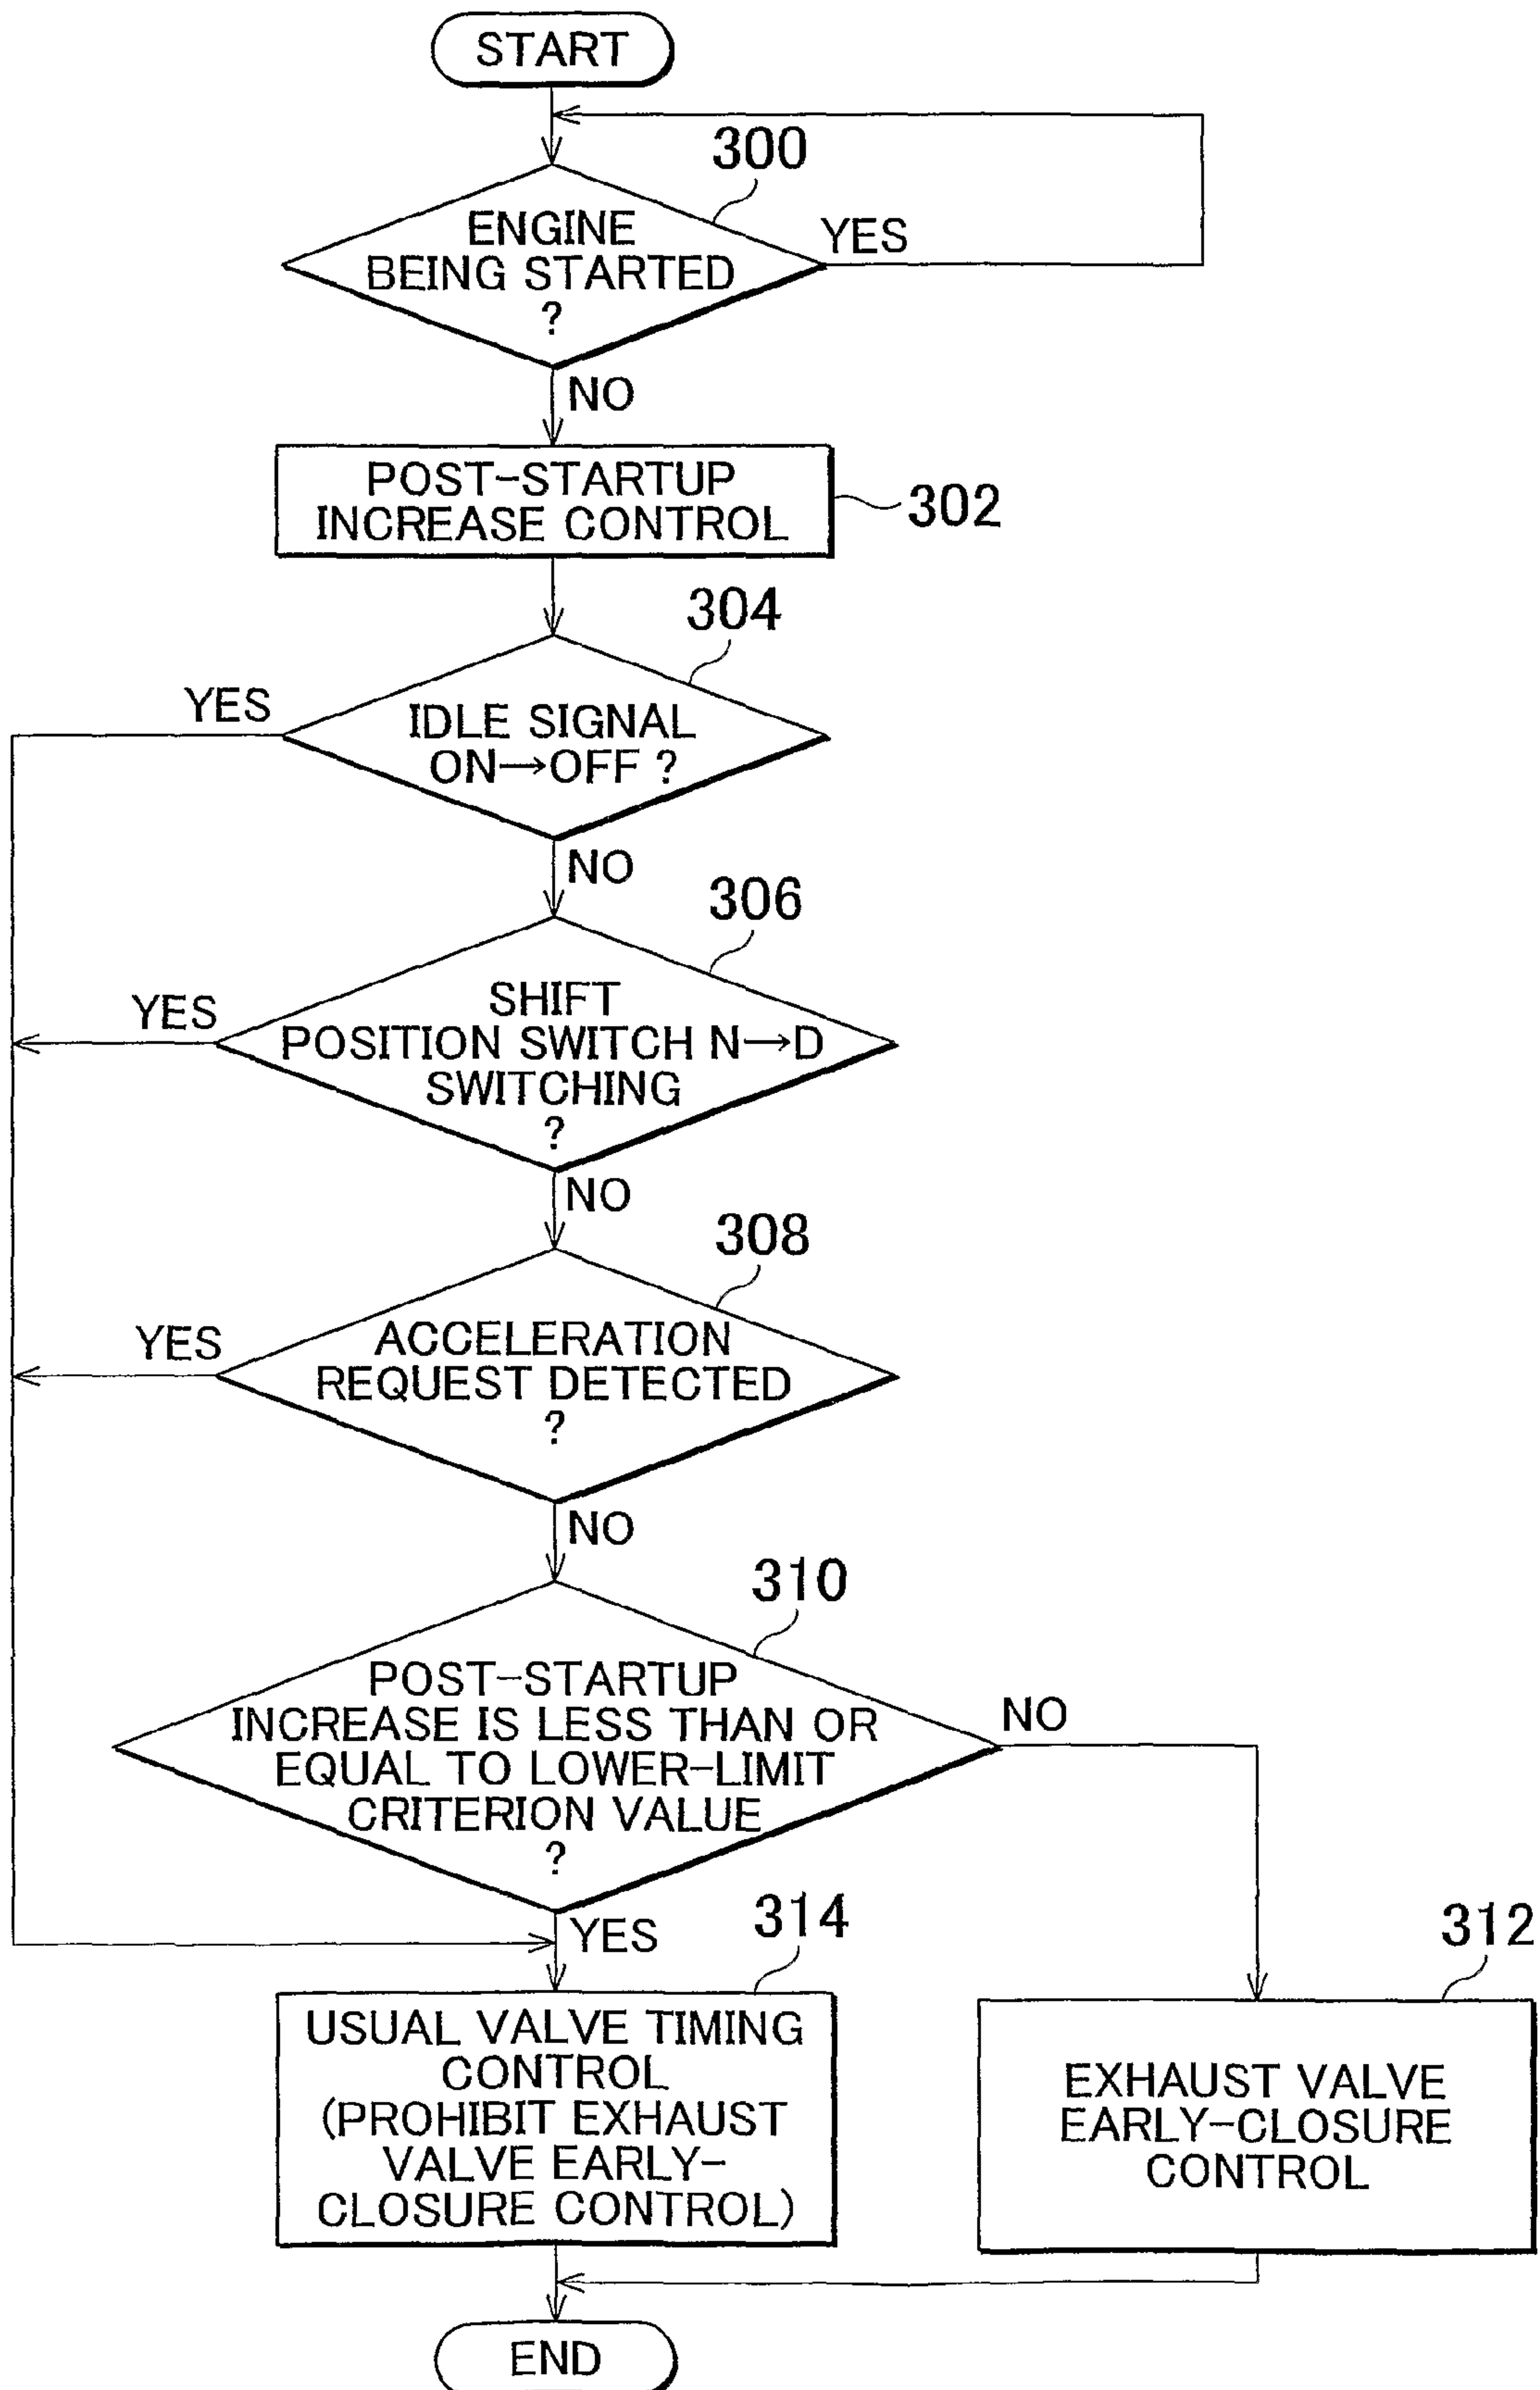 START
300
ENGINE
BEING STARTED
?
YES
NO
POST-STARTUP
INCREASE CONTROL
302
304
YES
IDLE SIGNAL
ON→OFF ?
NO
306
YES
SHIFT
POSITION SWITCH N→D
SWITCHING
?
NO
308
YES
ACCELERATION
REQUEST DETECTED
?
NO
310
POST-STARTUP
INCREASE IS LESS THAN OR
EQUAL TO LOWER-LIMIT
CRITERION VALUE
?
NO
YES
314
312
USUAL VALVE TIMING
CONTROL
(PROHIBIT EXHAUST
VALVE EARLY-
CLOSURE CONTROL)
EXHAUST VALVE
EARLY-CLOSURE
CONTROL
END